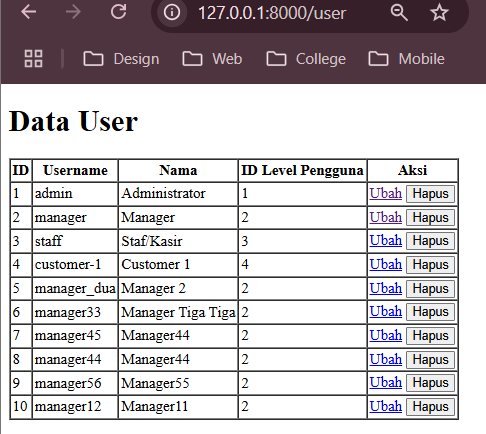 127.0.0.1:8000/user
Design Web College Mobile
Data User
ID Username Nama ID Level Pengguna Aksi
1 admin Administrator 1 Ubah Hapus
2 manager Manager 2 Ubah Hapus
3 staff Staf/Kasir 3 Ubah Hapus
4 customer-1 Customer 1 4 Ubah Hapus
5 manager_dua Manager 2 2 Ubah Hapus
6 manager33 Manager Tiga Tiga 2 Ubah Hapus
7 manager45 Manager44 2 Ubah Hapus
8 manager44 Manager44 2 Ubah Hapus
9 manager56 Manager55 2 Ubah Hapus
10 manager12 Manager11 2 Ubah Hapus